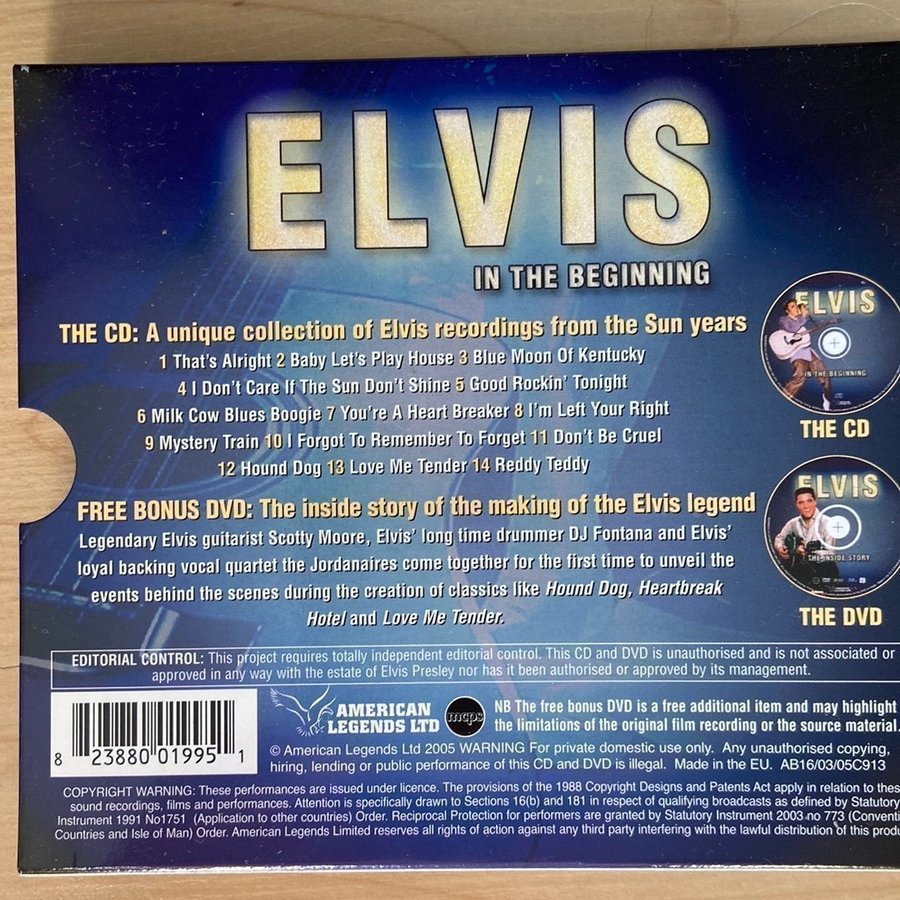 ELVIS
IN THE BEGINNING
THE CD: A unique collection of Elvis recordings from the Sun years
1 That's Alright 2 Baby Let's Play House 3 Blue Moon Of Kentucky
4 I Don't Care If The Sun Don't Shine 5 Good Rockin' Tonight
6 Milk Cow Blues Boogie 7 You're A Heart Breaker 8 I'm Left Your Right
9 Mystery Train 10 I Forgot To Remember To Forget 11 Don't Be Cruel
12 Hound Dog 13 Love Me Tender 14 Reddy Teddy
ELVIS
IN THE BEGINNING
THE CD
FREE BONUS DVD: The inside story of the making of the Elvis legend
Legendary Elvis guitarist Scotty Moore, Elvis' long time drummer DJ Fontana and Elvis'
loyal backing vocal quartet the Jordanaires come together for the first time to unveil the
events behind the scenes during the creation of classics like Hound Dog, Heartbreak
Hotel and Love Me Tender.
ELVIS
THE INSIDE STORY
THE DVD
EDITORIAL CONTROL: This project requires totally independent editorial control. This CD and DVD is unauthorised and is not associated or
approved in any way with the estate of Elvis Presley nor has it been authorised or approved by its management.
8 23880 01995 1
AMERICAN
LEGENDS LTD
mcps
NB The free bonus DVD is a free additional item and may highlight
the limitations of the original film recording or the source material.
© American Legends Ltd 2005 WARNING For private domestic use only. Any unauthorised copying,
hiring, lending or public performance of this CD and DVD is illegal. Made in the EU. AB16/03/05C913
COPYRIGHT WARNING: These performances are issued under licence. The provisions of the 1988 Copyright Designs and Patents Act apply in relation to these
sound recordings, films and performances. Attention is specifically drawn to Sections 16(b) and 181 in respect of qualifying broadcasts as defined by Statutory
Instrument 1991 No1751 (Application to other countries) Order. Reciprocal Protection for performers are granted by Statutory Instrument 2003 no 773 (Conventi
Countries and Isle of Man) Order. American Legends Limited reserves all rights of action against any third party interfering with the lawful distribution of this produ